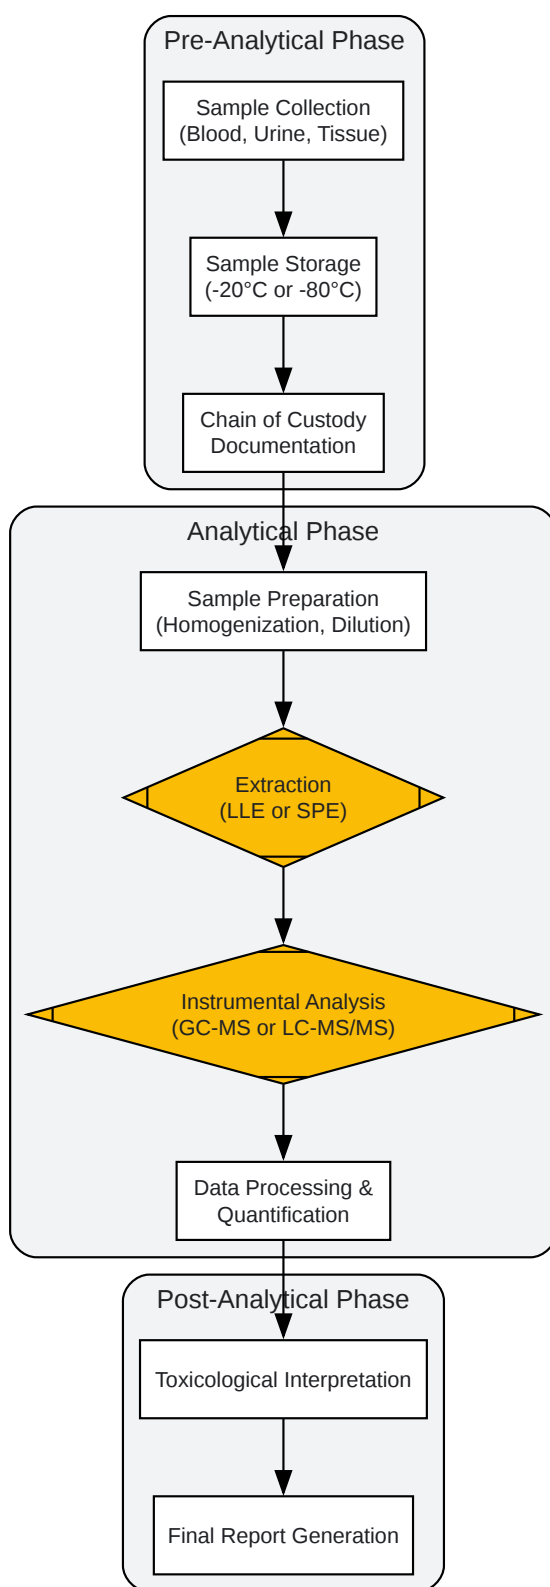 Pre-Analytical Phase
Sample Collection
(Blood, Urine, Tissue)
Sample Storage
(-20°C or -80°C)
Chain of Custody
Documentation
Analytical Phase
Sample Preparation
(Homogenization, Dilution)
Extraction
(LLE or SPE)
Instrumental Analysis
(GC-MS or LC-MS/MS)
Data Processing &
Quantification
Post-Analytical Phase
Toxicological Interpretation
Final Report Generation